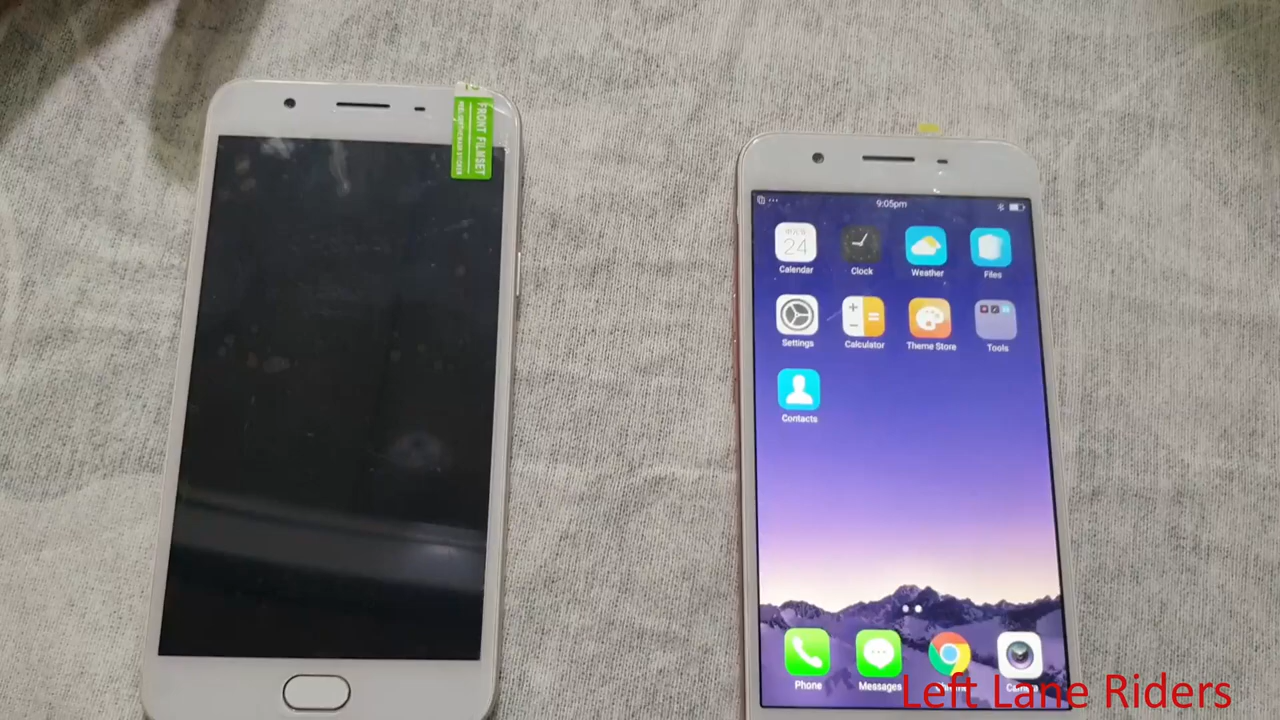 FRONT FILMSET
9:05pm
24
Calendar
Clock
Weather
Files
Settings
Calculator
Theme Store
Tools
Contacts
Phone
Messages
Left Lane Riders